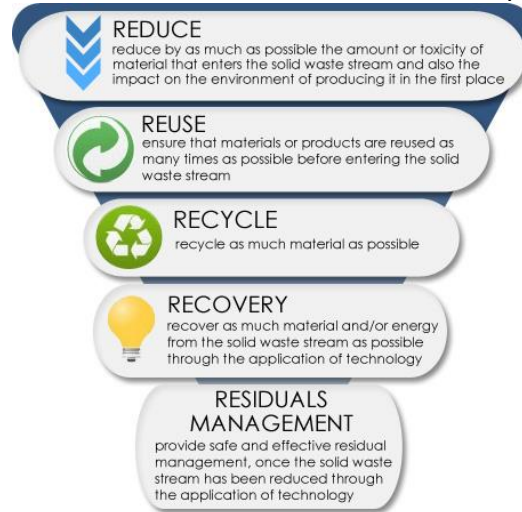 REDUCE
reduce by as much as possible the amount or toxicity of
material that enters the solid waste stream and also the
impact on the environment of producing it in the first place
REUSE
ensure that materials or products are reused as
many times as possible before entering the solid
waste stream
RECYCLE
recycle as much material as possible
RECOVERY
recover as much material and/or energy
from the solid waste stream as possible
through the application of technology
RESIDUALS
MANAGEMENT
provide safe and effective residual
management, once the solid waste
stream has been reduced through
the application of technology